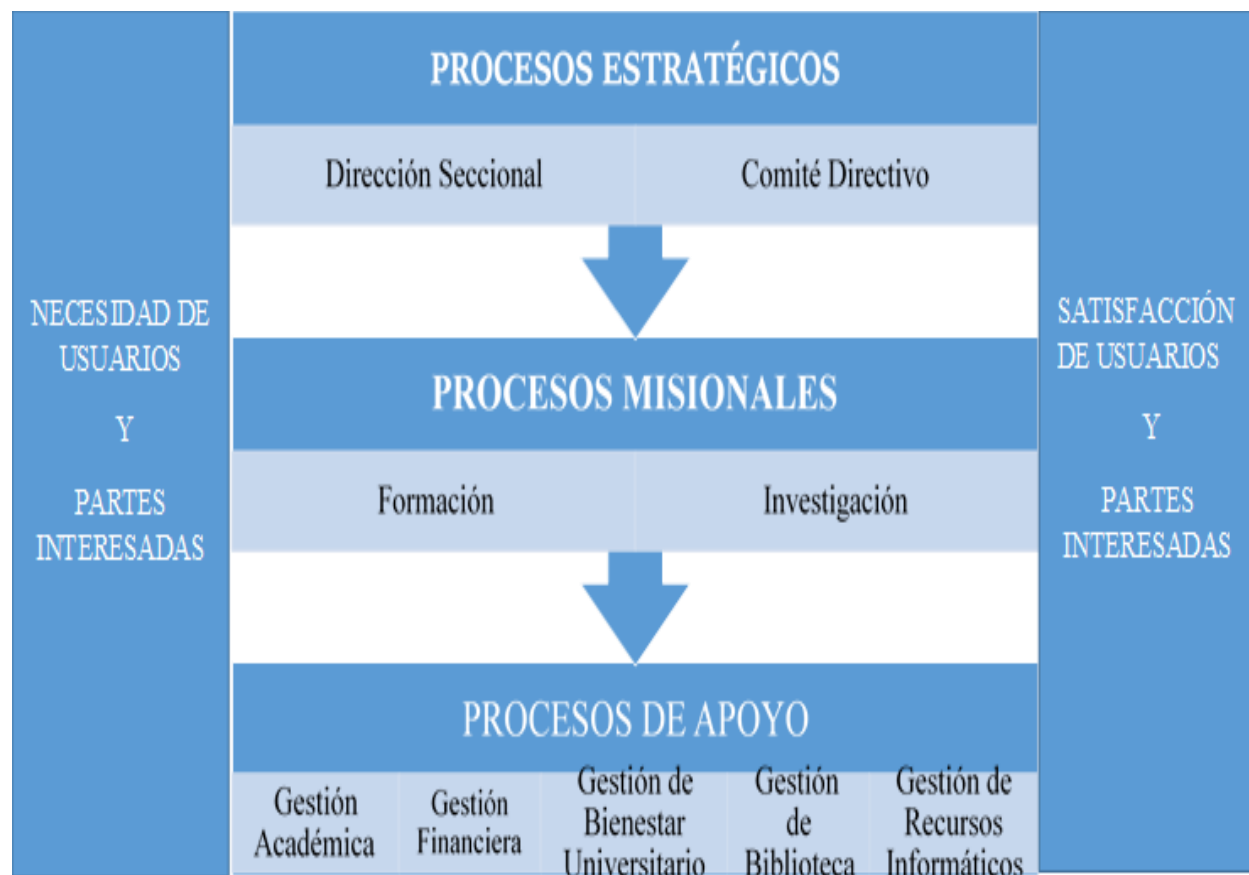 NECESIDAD DE
USUARIOS
Y
PARTES
INTERESADAS
PROCESOS ESTRATÉGICOS
Dirección Seccional
Comité Directivo
PROCESOS MISIONALES
Formación
Investigación
PROCESOS DE APOYO
Gestión
Académica
Gestión
Financiera
Gestión de
Bienestar
Universitario
Gestión
de
Biblioteca
Gestión de
Recursos
Informáticos
SATISFACCIÓN
DE USUARIOS
Y
PARTES
INTERESADAS